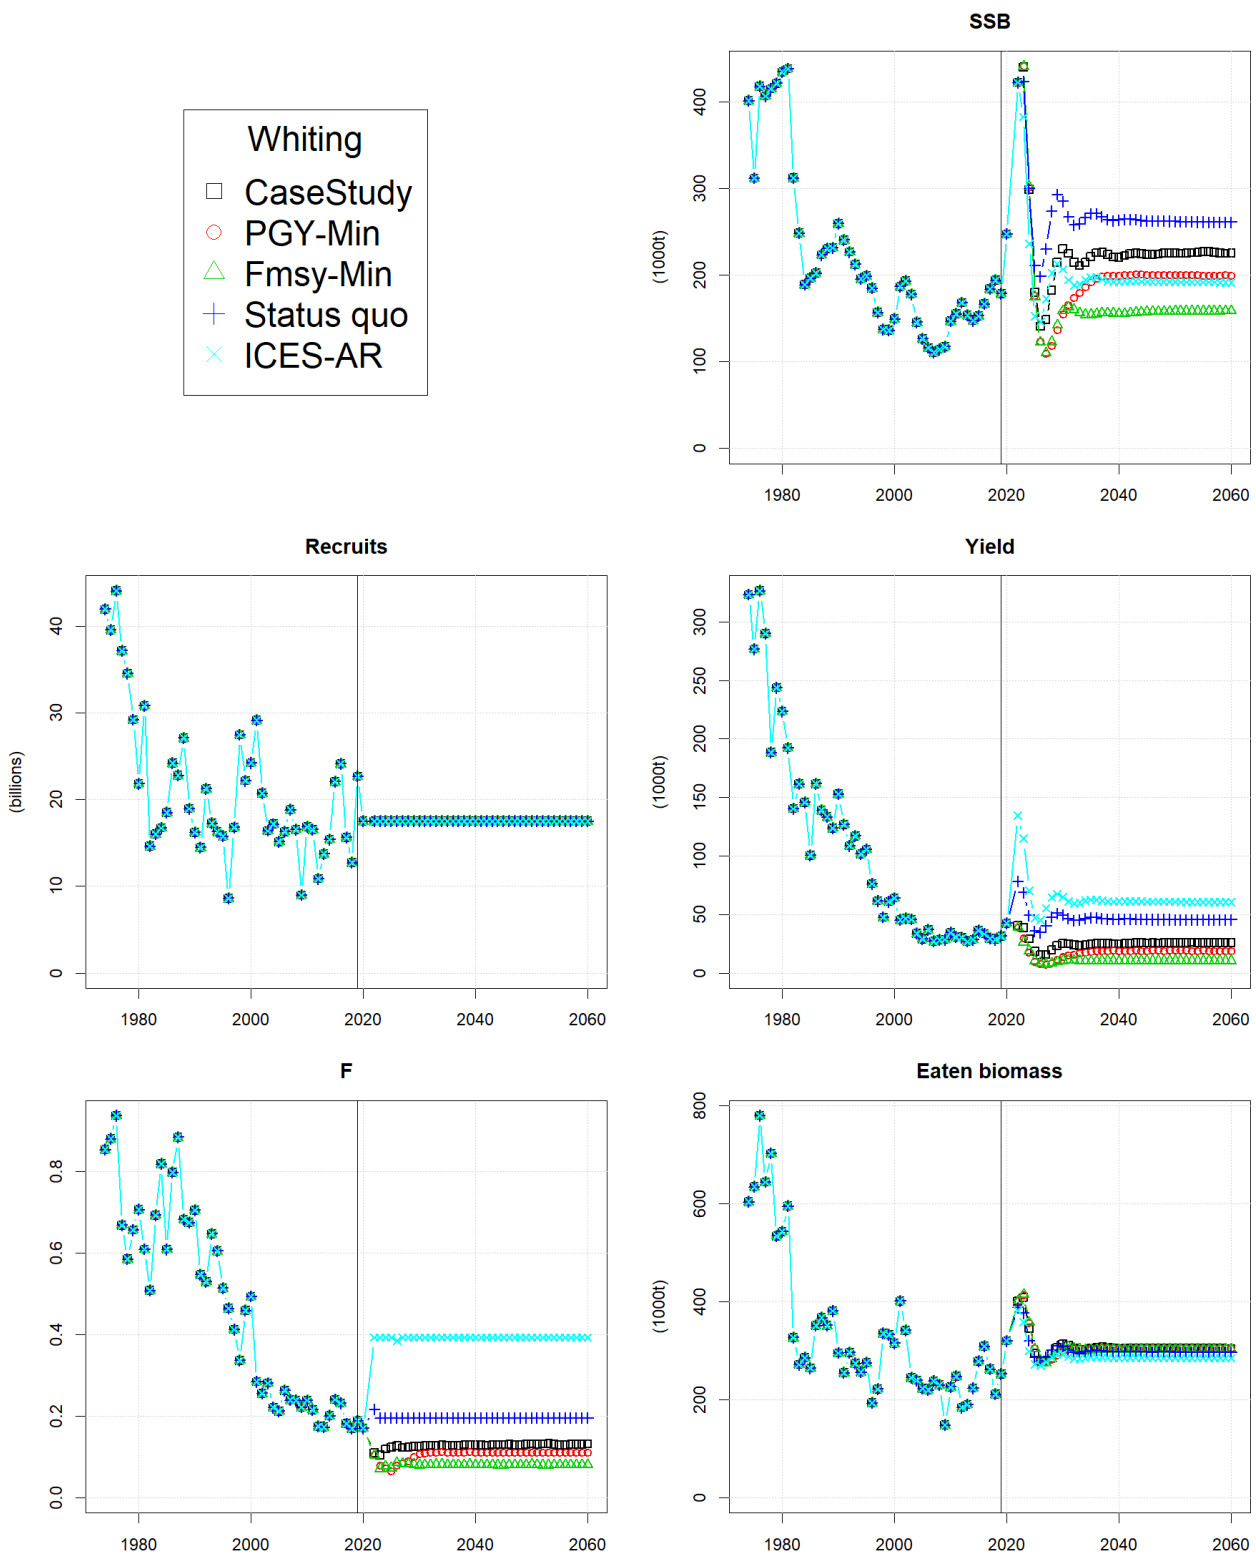 SSB
Whiting
CaseStudy
PGY-Min
Fmsy-Min
Status quo
ICES-AR
(1000t)
0 100 200 300 400
1980 2000 2020 2040 2060
Recruits
(billions)
0 10 20 30 40
1980 2000 2020 2040 2060
Yield
(1000t)
0 50 100 150 200 250 300
1980 2000 2020 2040 2060
F
0.0 0.2 0.4 0.6 0.8
1980 2000 2020 2040 2060
Eaten biomass
(1000t)
0 200 400 600 800
1980 2000 2020 2040 2060